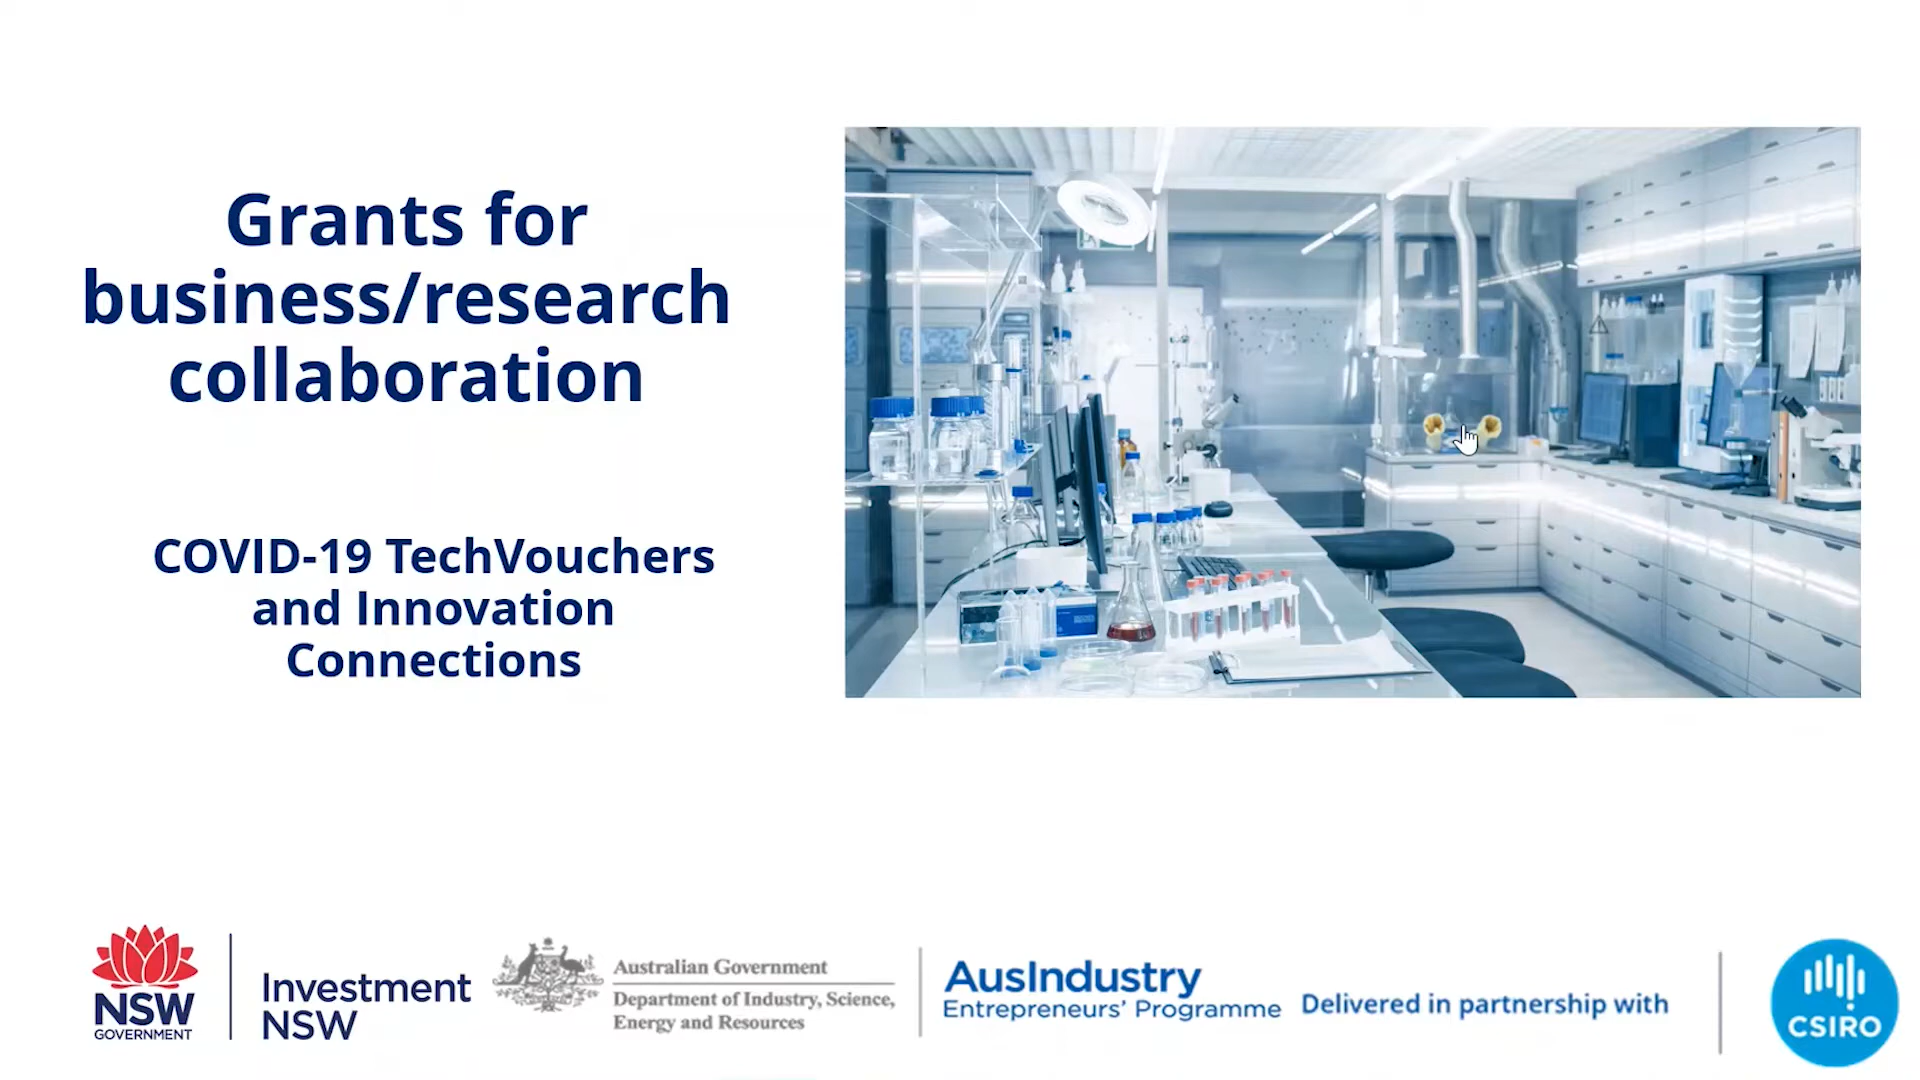 Grants for
business/research
collaboration
COVID-19 TechVouchers
and Innovation
Connections
NSW
GOVERNMENT
Investment
NSW
Australian Government
Department of Industry, Science,
Energy and Resources
AusIndustry
Entrepreneurs' Programme
Delivered in partnership with
CSIRO